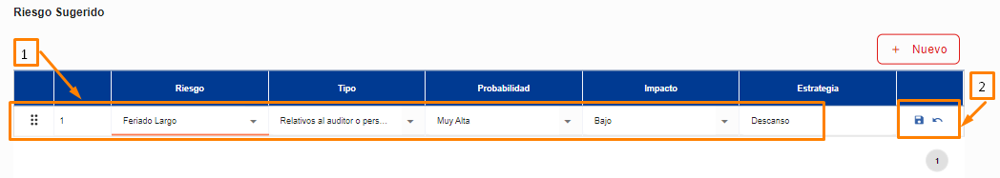 Riesgo Sugerido
1
+ Nuevo
Riesgo Tipo Probabilidad Impacto Estrategia
2
1 Feriado Largo Relativos al auditor o pers... Muy Alta Bajo Descanso
1